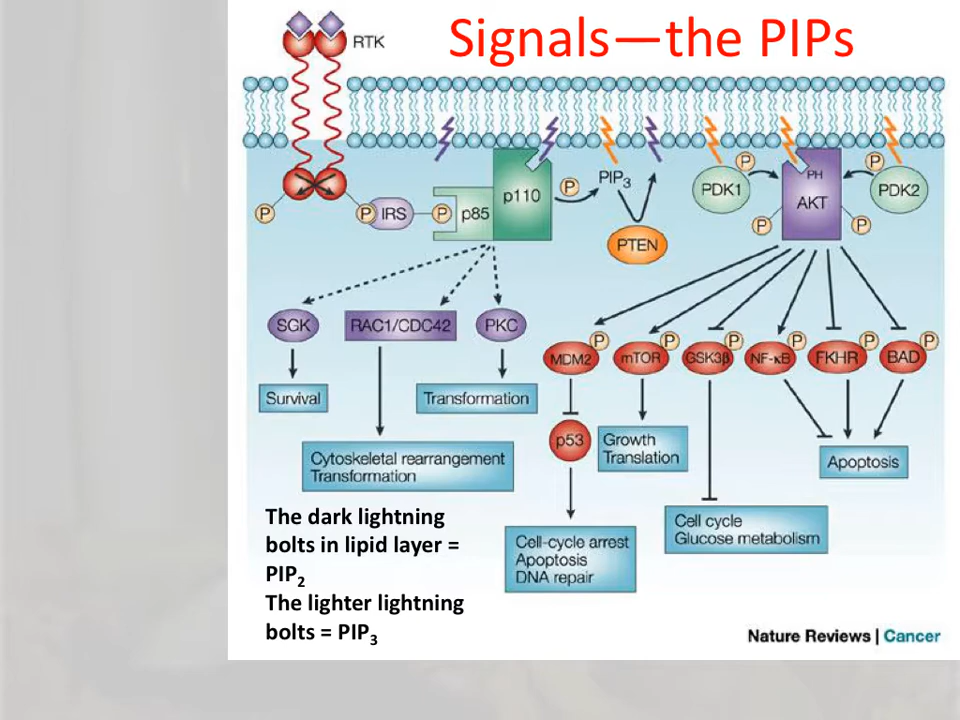 Signals—the PIPs
RTK
P
P
IRS
P
p85
p110
P
PIP3
PTEN
PDK1
P
PH
AKT
P
P
P
PDK2
SGK
RAC1/CDC42
PKC
MDM2
P
mTOR
P
GSK3β
P
NF-κB
P
FKHR
P
BAD
P
Survival
Transformation
p53
Growth
Translation
Apoptosis
Cytoskeletal rearrangement
Transformation
Cell cycle
Glucose metabolism
Cell-cycle arrest
Apoptosis
DNA repair
The dark lightning
bolts in lipid layer =
PIP2
The lighter lightning
bolts = PIP3
Nature Reviews | Cancer